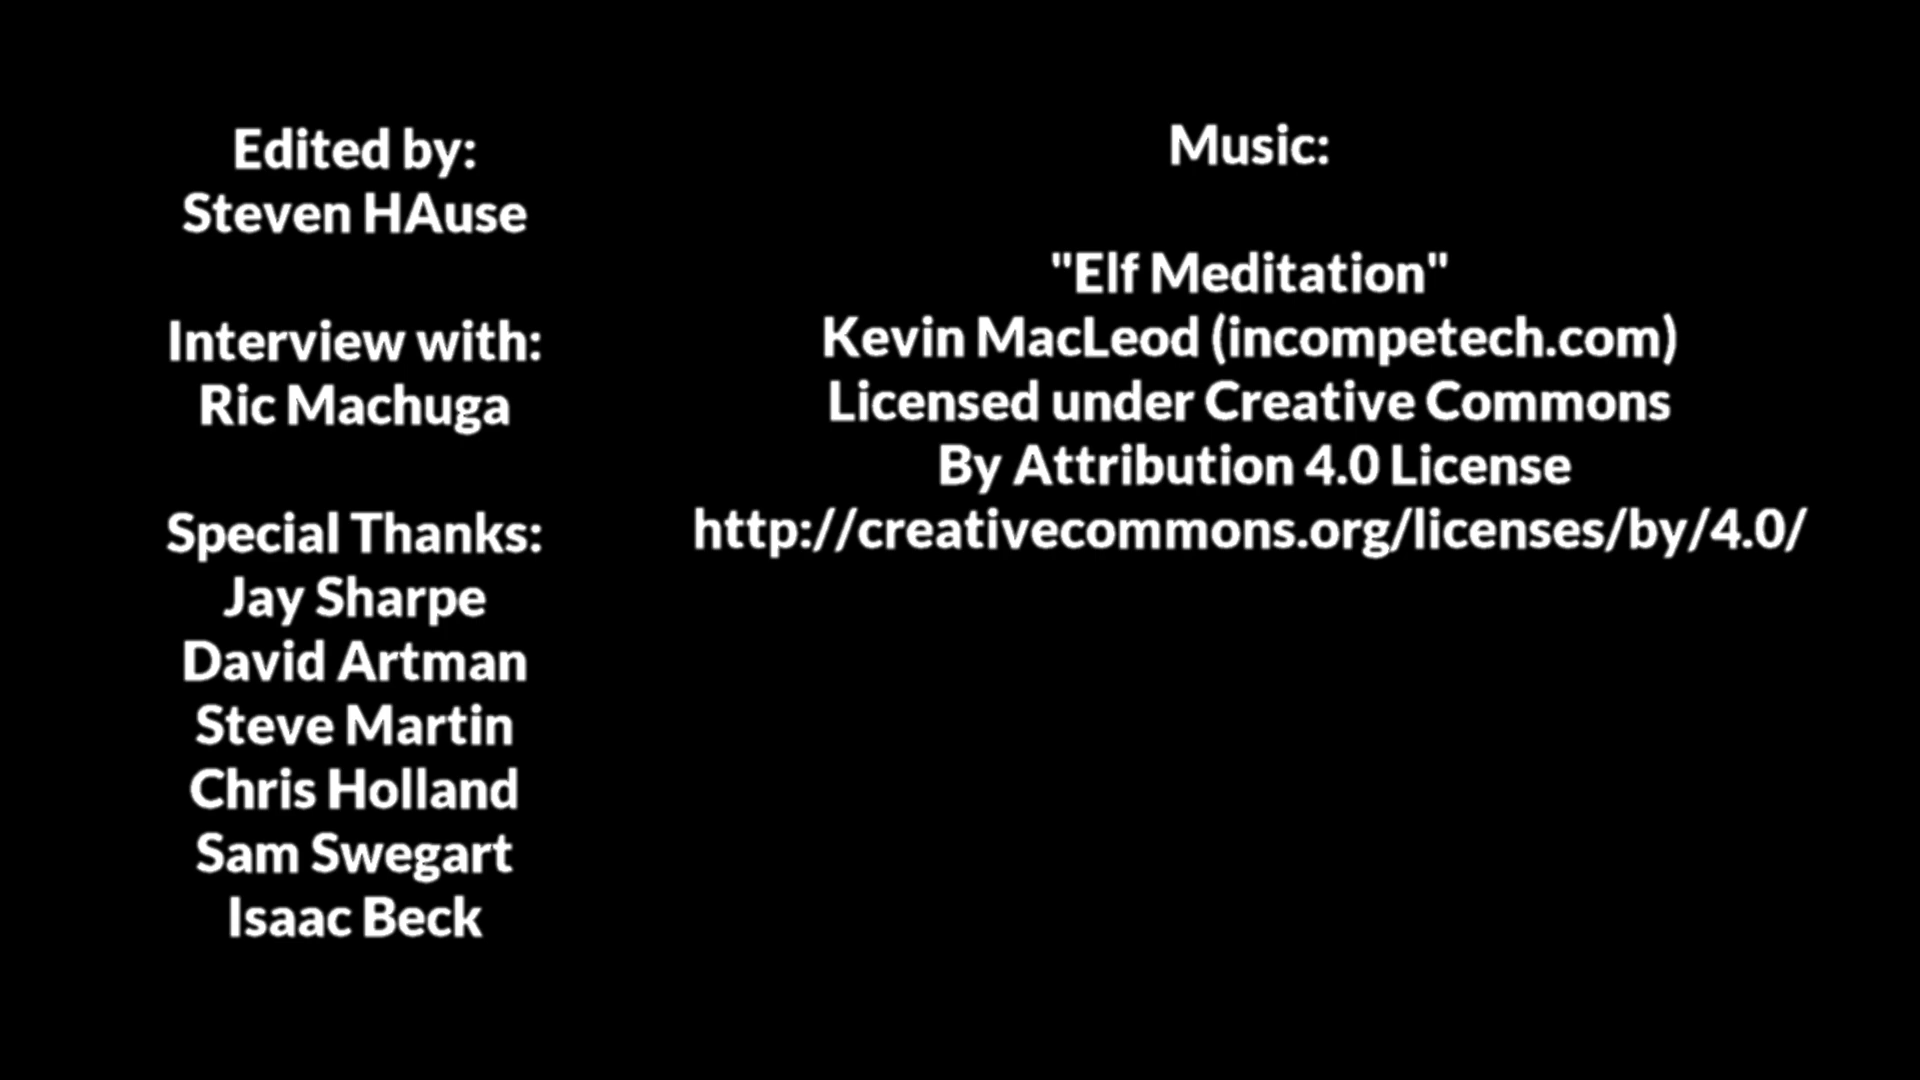 Edited by:
Steven HAuse
Interview with:
Ric Machuga
Special Thanks:
Jay Sharpe
David Artman
Steve Martin
Chris Holland
Sam Swegart
Isaac Beck
Music:
"Elf Meditation"
Kevin MacLeod (incompetech.com)
Licensed under Creative Commons
By Attribution 4.0 License
http://creativecommons.org/licenses/by/4.0/